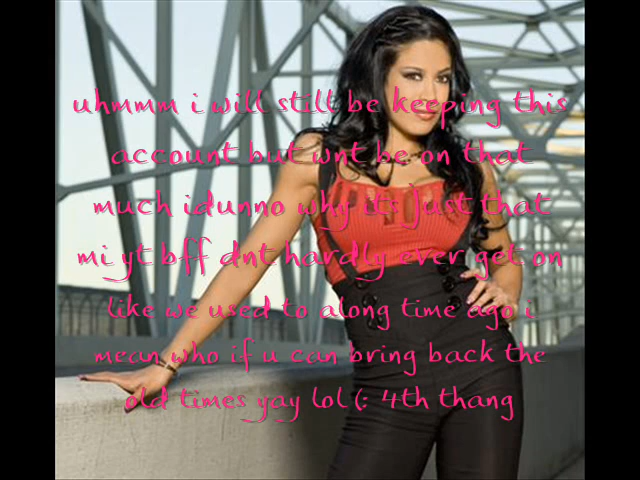 uhmmm i will still be keeping this
account but wnt be on that
much idunno why its just that
mi yt bff dnt hardly ever get on
like we used to along time ago i
mean who if u can bring back the
old times yay lol (: 4th thang